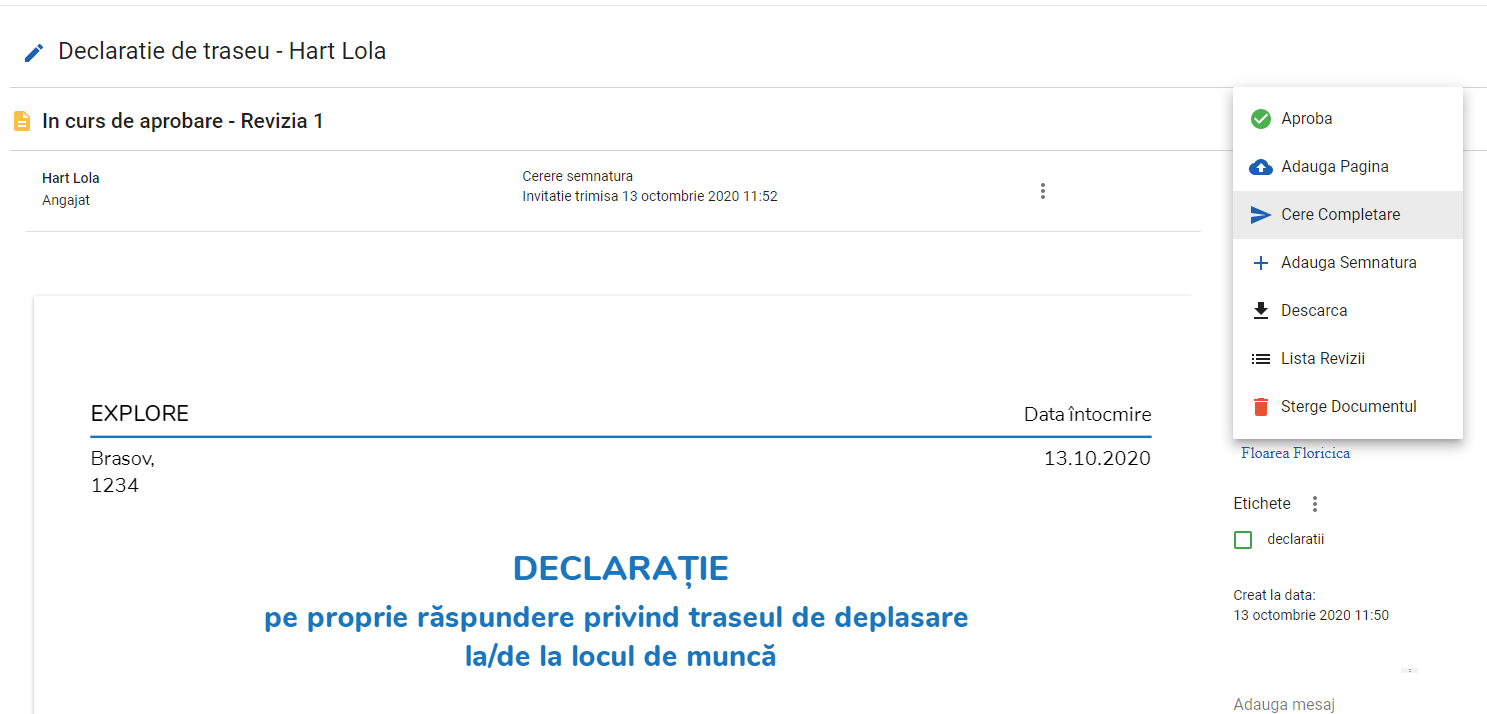 Declaratie de traseu - Hart Lola
In curs de aprobare - Revizia 1
Hart Lola
Angajat
Cerere semnatura
Invitatie trimisa 13 octombrie 2020 11:52
EXPLORE
Data întocmire
Brasov,
13.10.2020
1234
DECLARAȚIE
pe proprie răspundere privind traseul de deplasare
la/de la locul de muncă
Aproba
Adauga Pagina
Cere Completare
Adauga Semnatura
Descarca
Lista Revizii
Sterge Documentul
Floarea Floricica
Etichete
declaratii
Creat la data:
13 octombrie 2020 11:50
Adauga mesaj